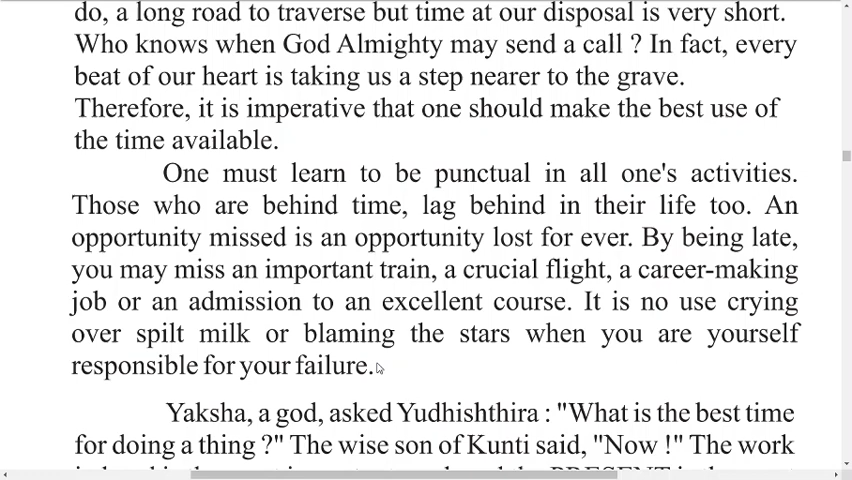 do, a long road to traverse but time at our disposal is very short.
Who knows when God Almighty may send a call ? In fact, every
beat of our heart is taking us a step nearer to the grave.
Therefore, it is imperative that one should make the best use of
the time available.
One must learn to be punctual in all one's activities.
Those who are behind time, lag behind in their life too. An
opportunity missed is an opportunity lost for ever. By being late,
you may miss an important train, a crucial flight, a career-making
job or an admission to an excellent course. It is no use crying
over spilt milk or blaming the stars when you are yourself
responsible for your failure.
Yaksha, a god, asked Yudhishthira : "What is the best time
for doing a thing ?" The wise son of Kunti said, "Now !" The work
PRESENT